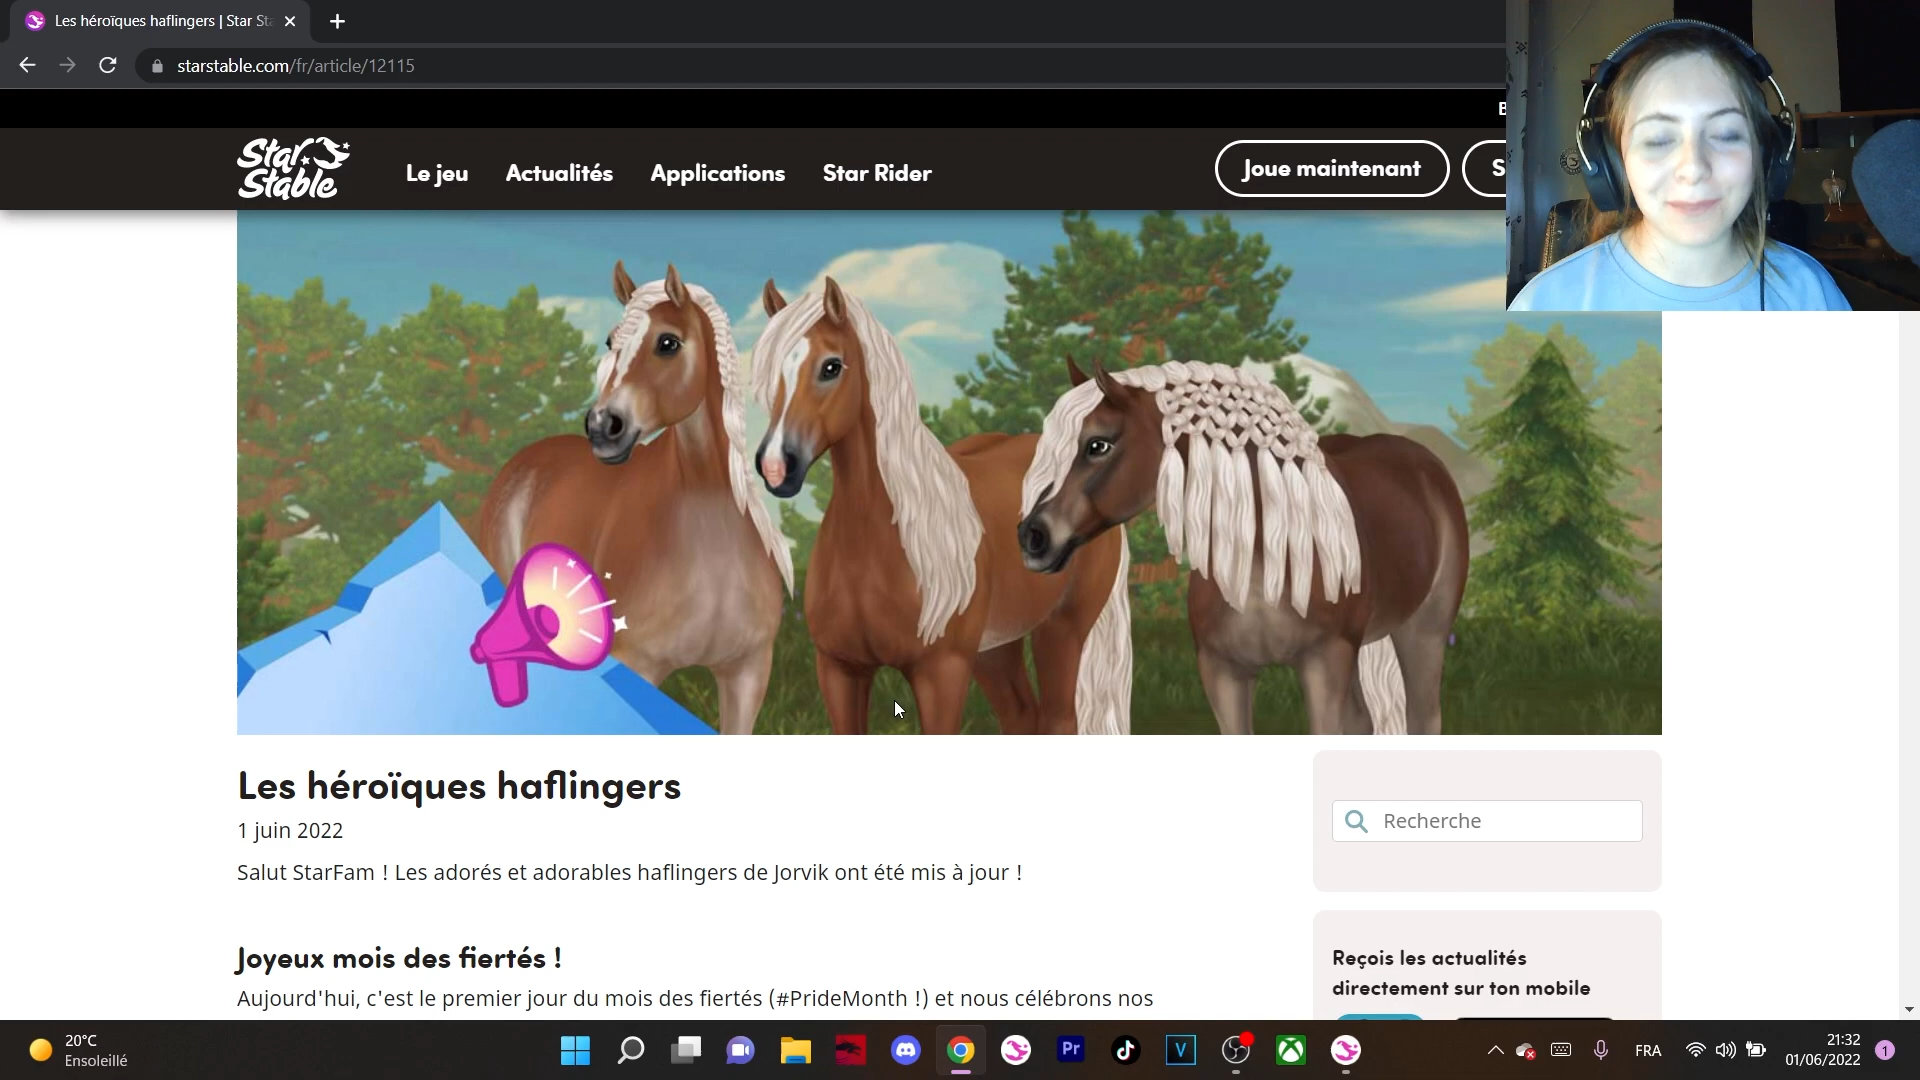 Les héroïques haflingers | Star Sta
starstable.com/fr/article/12115
Star Stable
Le jeu
Actualités
Applications
Star Rider
Joue maintenant
Les héroïques haflingers
1 juin 2022
Salut StarFam ! Les adorés et adorables haflingers de Jorvik ont été mis à jour !
Joyeux mois des fiertés !
Aujourd'hui, c'est le premier jour du mois des fiertés (#PrideMonth !) et nous célébrons nos
Recherche
Reçois les actualités
directement sur ton mobile
20°C
Ensoleillé
Pr
V
FRA
21:32
01/06/2022
1